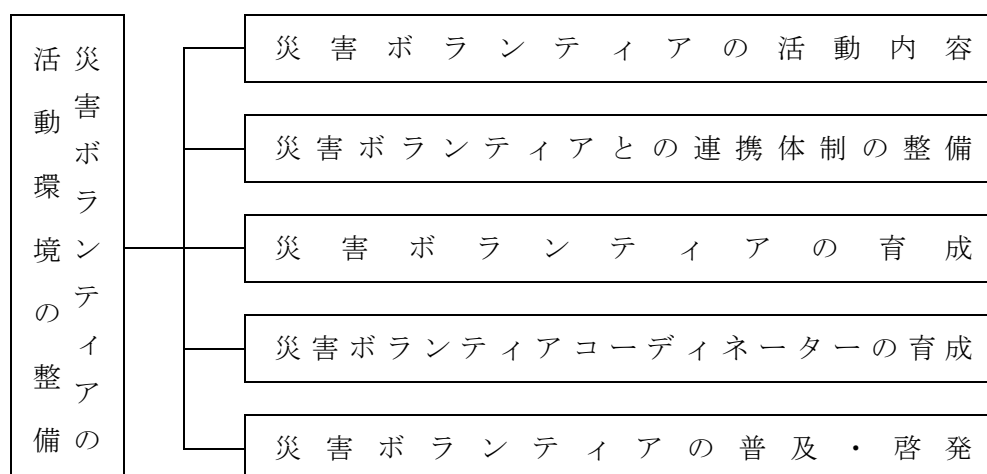 災害ボランティアの
活動環境の整備
災害ボランティアの活動内容
災害ボランティアとの連携体制の整備
災害ボランティアの育成
災害ボランティアコーディネーターの育成
災害ボランティアの普及・啓発